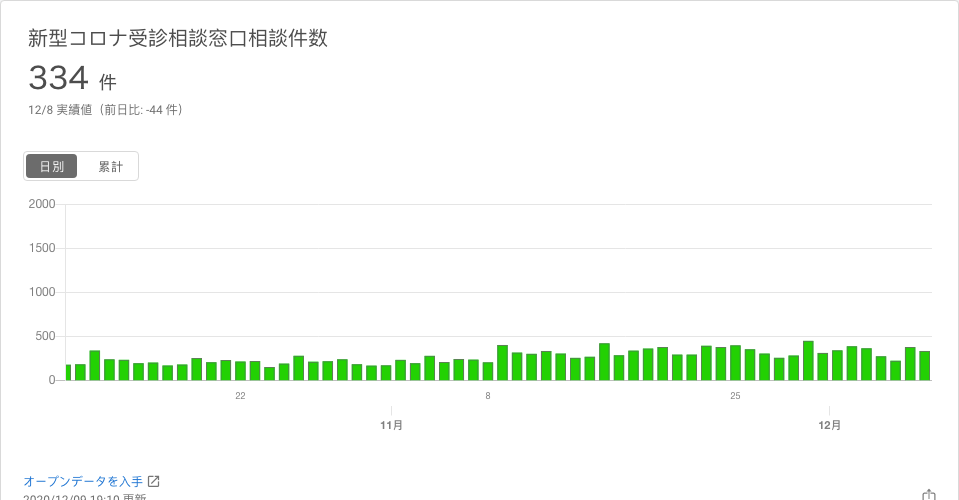 新型コロナ受診相談窓口相談件数
334 件
12/8 実績値（前日比: -44 件）
日別 累計
2000
1500
1000
500
0
22 8 25
11月 12月
オープンデータを入手
2020/12/09 19:10 更新